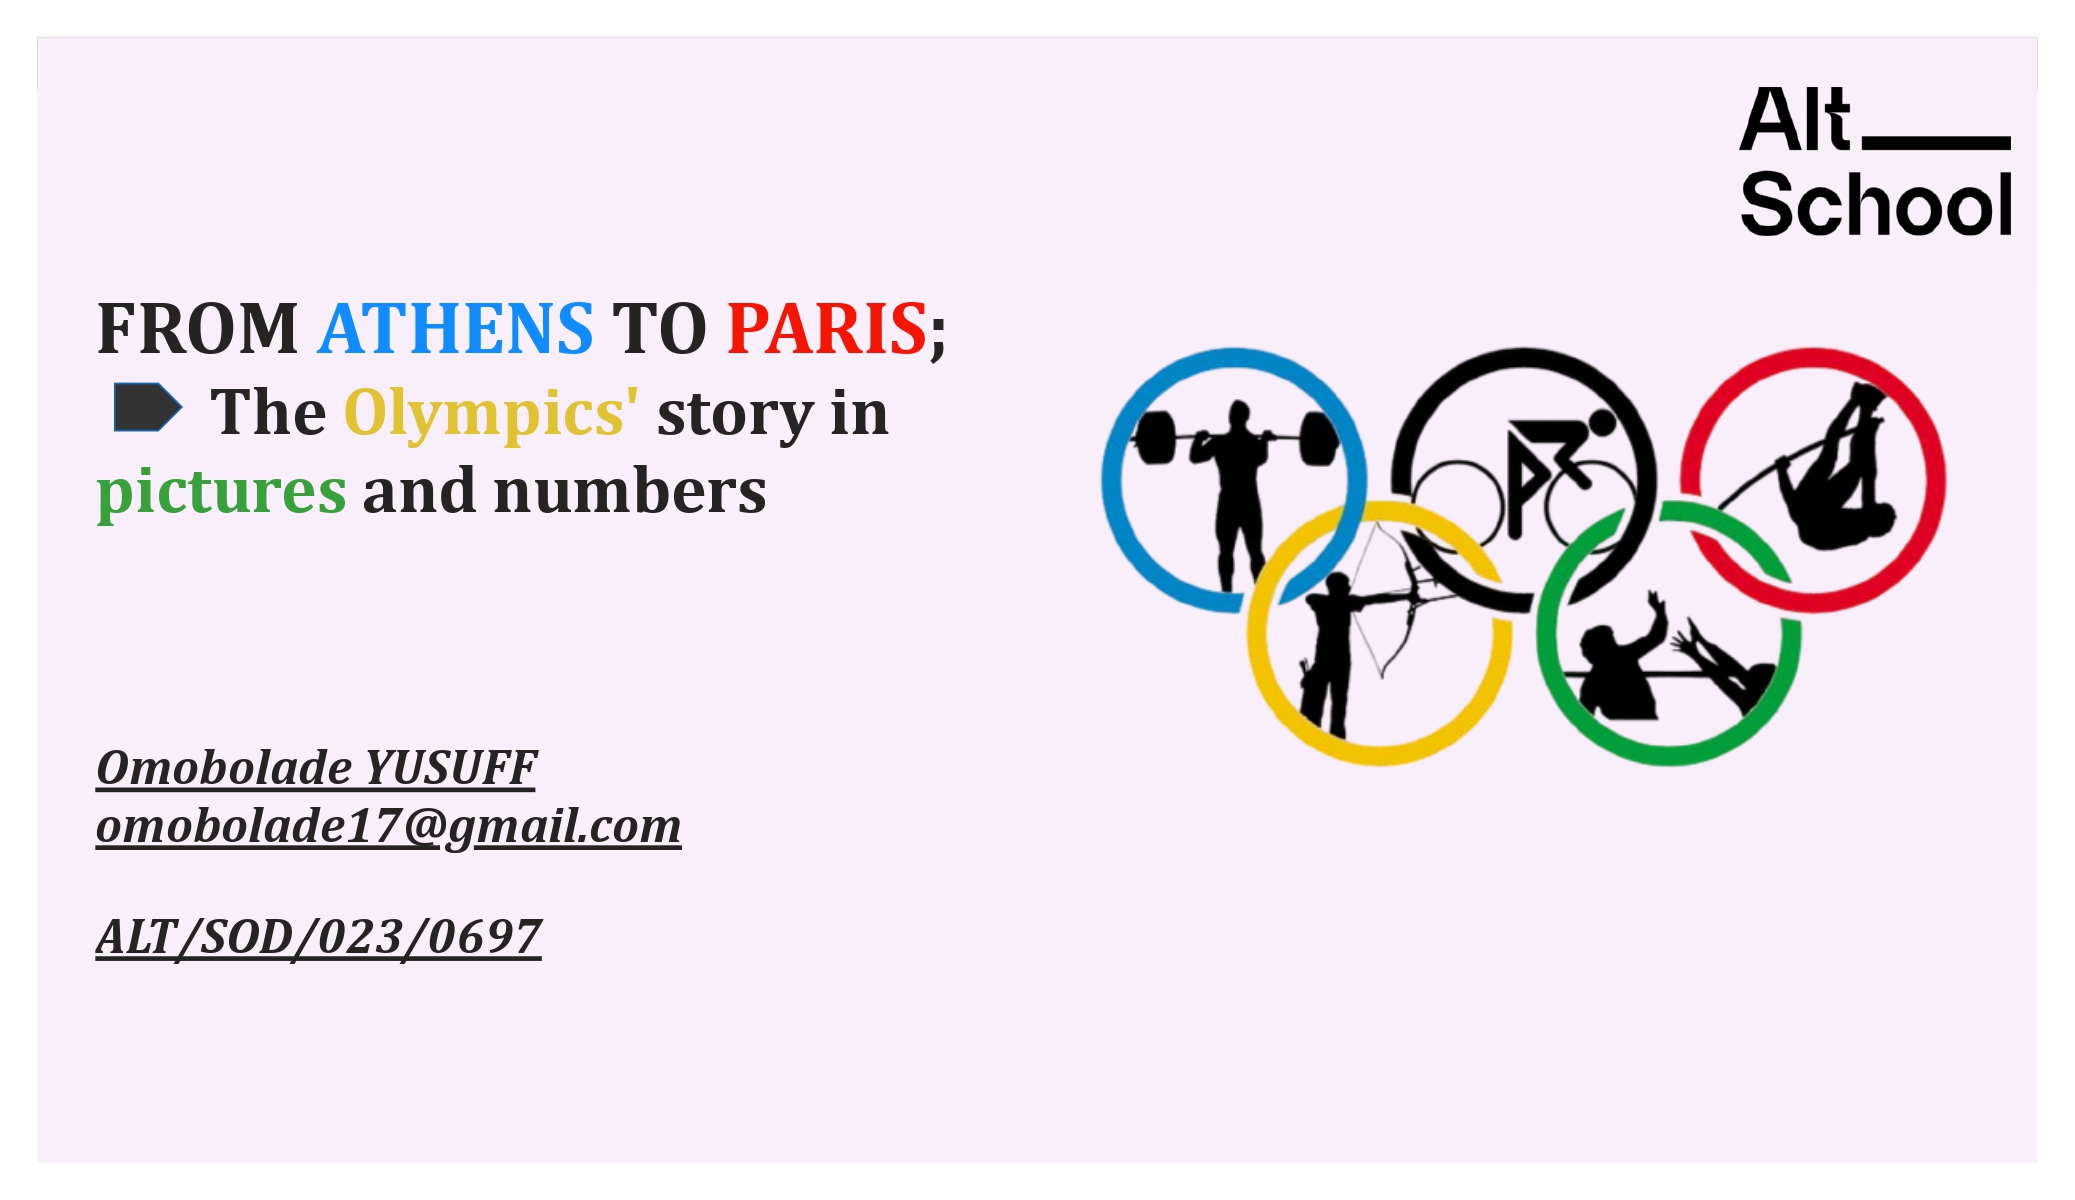 Alt
School
FROM ATHENS TO PARIS;
The Olympics' story in
pictures and numbers
Omobolade YUSUFF
omobolade17@gmail.com
ALT/SOD/023/0697